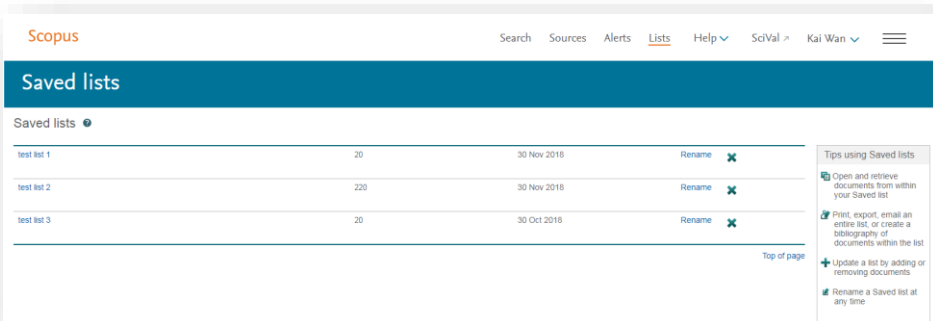 Scopus
Search Sources Alerts Lists Help SciVal Kai Wan
Saved lists
Saved lists
test list 1 20 30 Nov 2018 Rename
test list 2 220 30 Nov 2018 Rename
test list 3 20 30 Oct 2018 Rename
Top of page
Tips using Saved lists
Open and retrieve
documents from within
your Saved list
Print, export, email an
entire list, or create a
bibliography of
documents within the list
Update a list by adding or
removing documents
Rename a Saved list at
any time